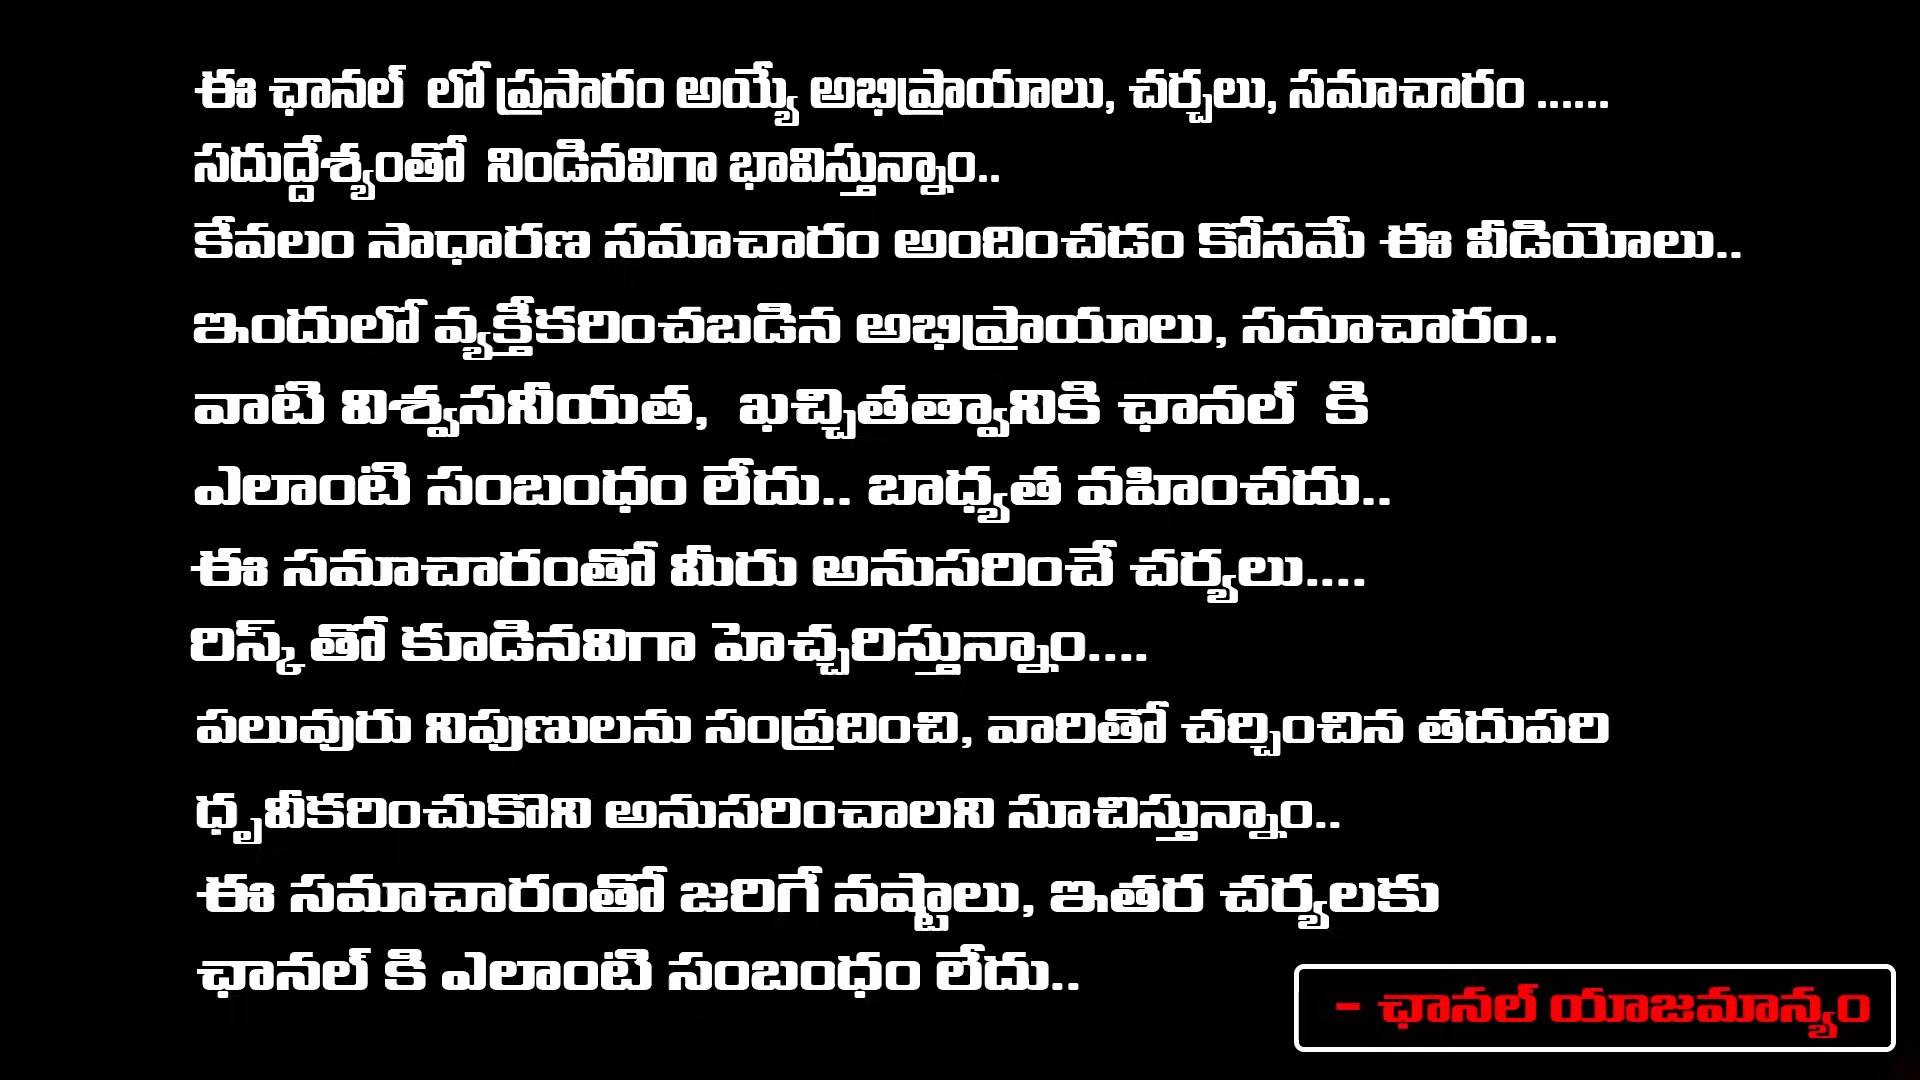 ఈ ఛానల్ లో ప్రసారం అయ్యే అభిప్రాయాలు, చర్చలు, సమాచారం ......
సదుద్దేశ్యంతో నిండినవిగా భావిస్తున్నాం..
కేవలం సాధారణ సమాచారం అందించడం కోసమే ఈ వీడియోలు..
ఇందులో వ్యక్తీకరించబడిన అభిప్రాయాలు, సమాచారం..
వాటి విశ్వసనీయత, ఖచ్చితత్వానికి ఛానల్ కి
ఎలాంటి సంబంధం లేదు.. బాధ్యత వహించదు..
ఈ సమాచారంతో మీరు అనుసరించే చర్యలు....
రిస్క్ తో కూడినవిగా హెచ్చరిస్తున్నాం....
పలువురు నిపుణులను సంప్రదించి, వారితో చర్చించిన తదుపరి
ధృవీకరించుకొని అనుసరించాలని సూచిస్తున్నాం..
ఈ సమాచారంతో జరిగే నష్టాలు, ఇతర చర్యలకు
ఛానల్ కి ఎలాంటి సంబంధం లేదు..
- ఛానల్ యాజమాన్యం